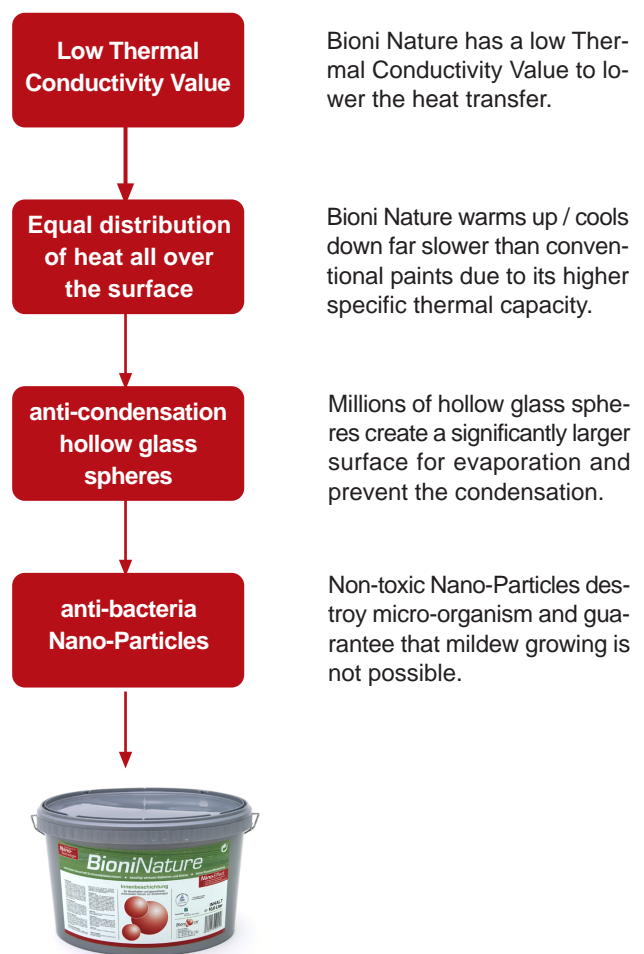 Low Thermal
Conductivity Value
Bioni Nature has a low Ther-
mal Conductivity Value to lo-
wer the heat transfer.
Equal distribution
of heat all over
the surface
Bioni Nature warms up / cools
down far slower than conven-
tional paints due to its higher
specific thermal capacity.
anti-condensation
hollow glass
spheres
Millions of hollow glass sphe-
res create a significantly larger
surface for evaporation and
prevent the condensation.
anti-bacteria
Nano-Particles
Non-toxic Nano-Particles des-
troy micro-organism and gua-
rantee that mildew growing is
not possible.
BioniNature
Innenbeschichtung
INHALT
Bioni